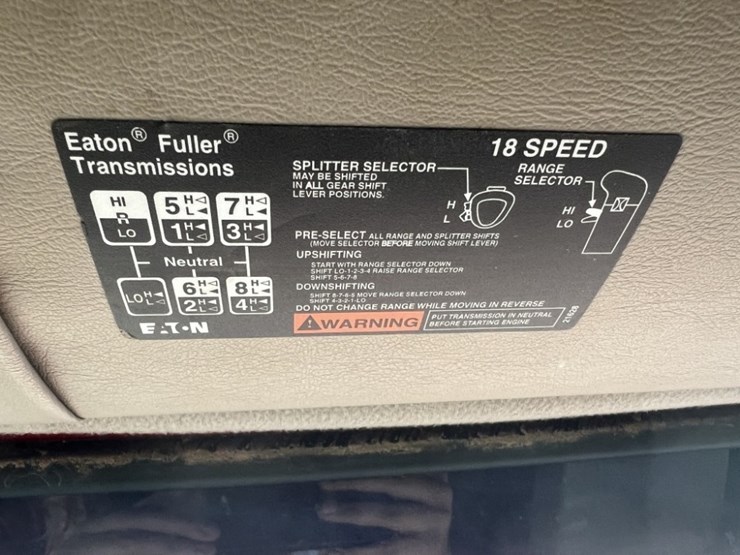 Eaton® Fuller®
Transmissions
18 SPEED
SPLITTER SELECTOR
MAY BE SHIFTED
IN ALL GEAR SHIFT
LEVER POSITIONS.
H
L
RANGE
SELECTOR
HI
LO
HI
R
LO
5 H L
1 H L
7 H L
3 H L
Neutral
LO H L
6 H L
2 H L
8 H L
4 H L
PRE-SELECT ALL RANGE AND SPLITTER SHIFTS
(MOVE SELECTOR BEFORE MOVING SHIFT LEVER)
UPSHIFTING
START WITH RANGE SELECTOR DOWN
SHIFT LO-1-2-3-4 RAISE RANGE SELECTOR
SHIFT 5-6-7-8
DOWNSHIFTING
SHIFT 8-7-6-5 MOVE RANGE SELECTOR DOWN
SHIFT 4-3-2-1-LO
DO NOT CHANGE RANGE WHILE MOVING IN REVERSE
WARNING
PUT TRANSMISSION IN NEUTRAL
BEFORE STARTING ENGINE
21628
EATON